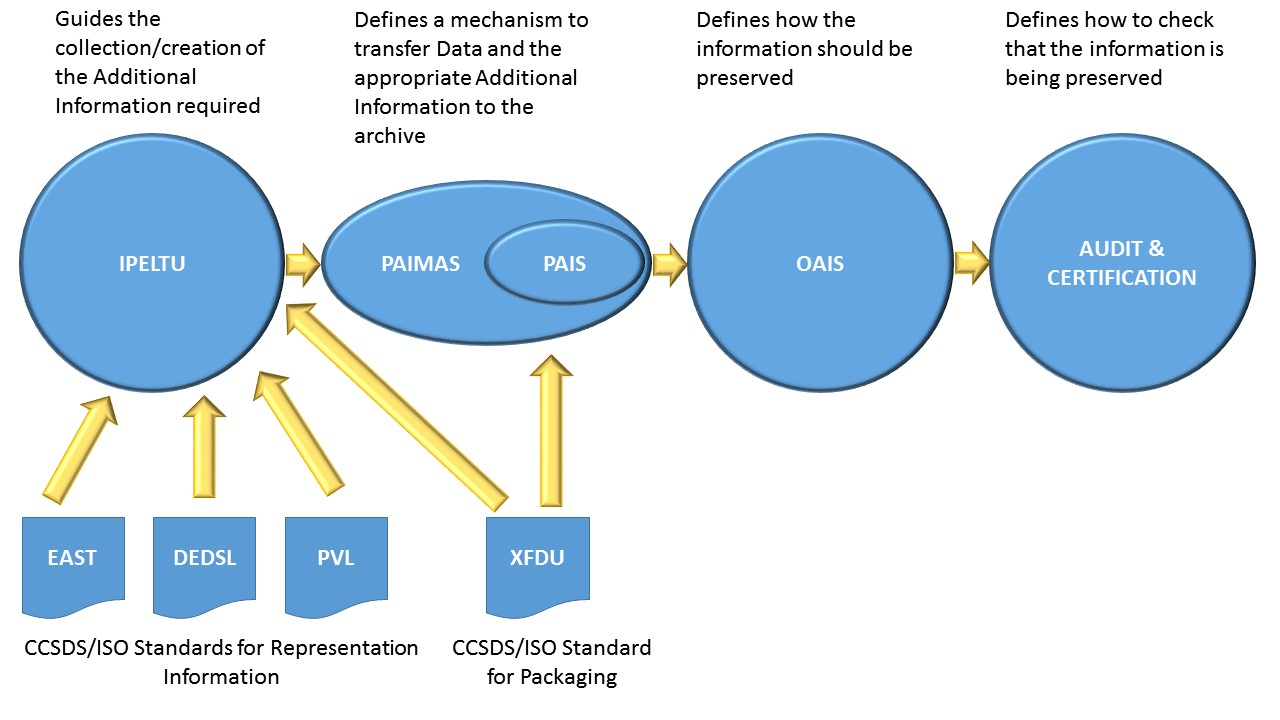 Guides the
collection/creation of
the Additional
Information required
Defines a mechanism to
transfer Data and the
appropriate Additional
Information to the
archive
Defines how the
information should be
preserved
Defines how to check
that the information is
being preserved
IPELTU
PAIMAS
PAIS
OAIS
AUDIT &
CERTIFICATION
EAST
DEDSL
PVL
XFDU
CCSDS/ISO Standards for Representation
Information
CCSDS/ISO Standard
for Packaging